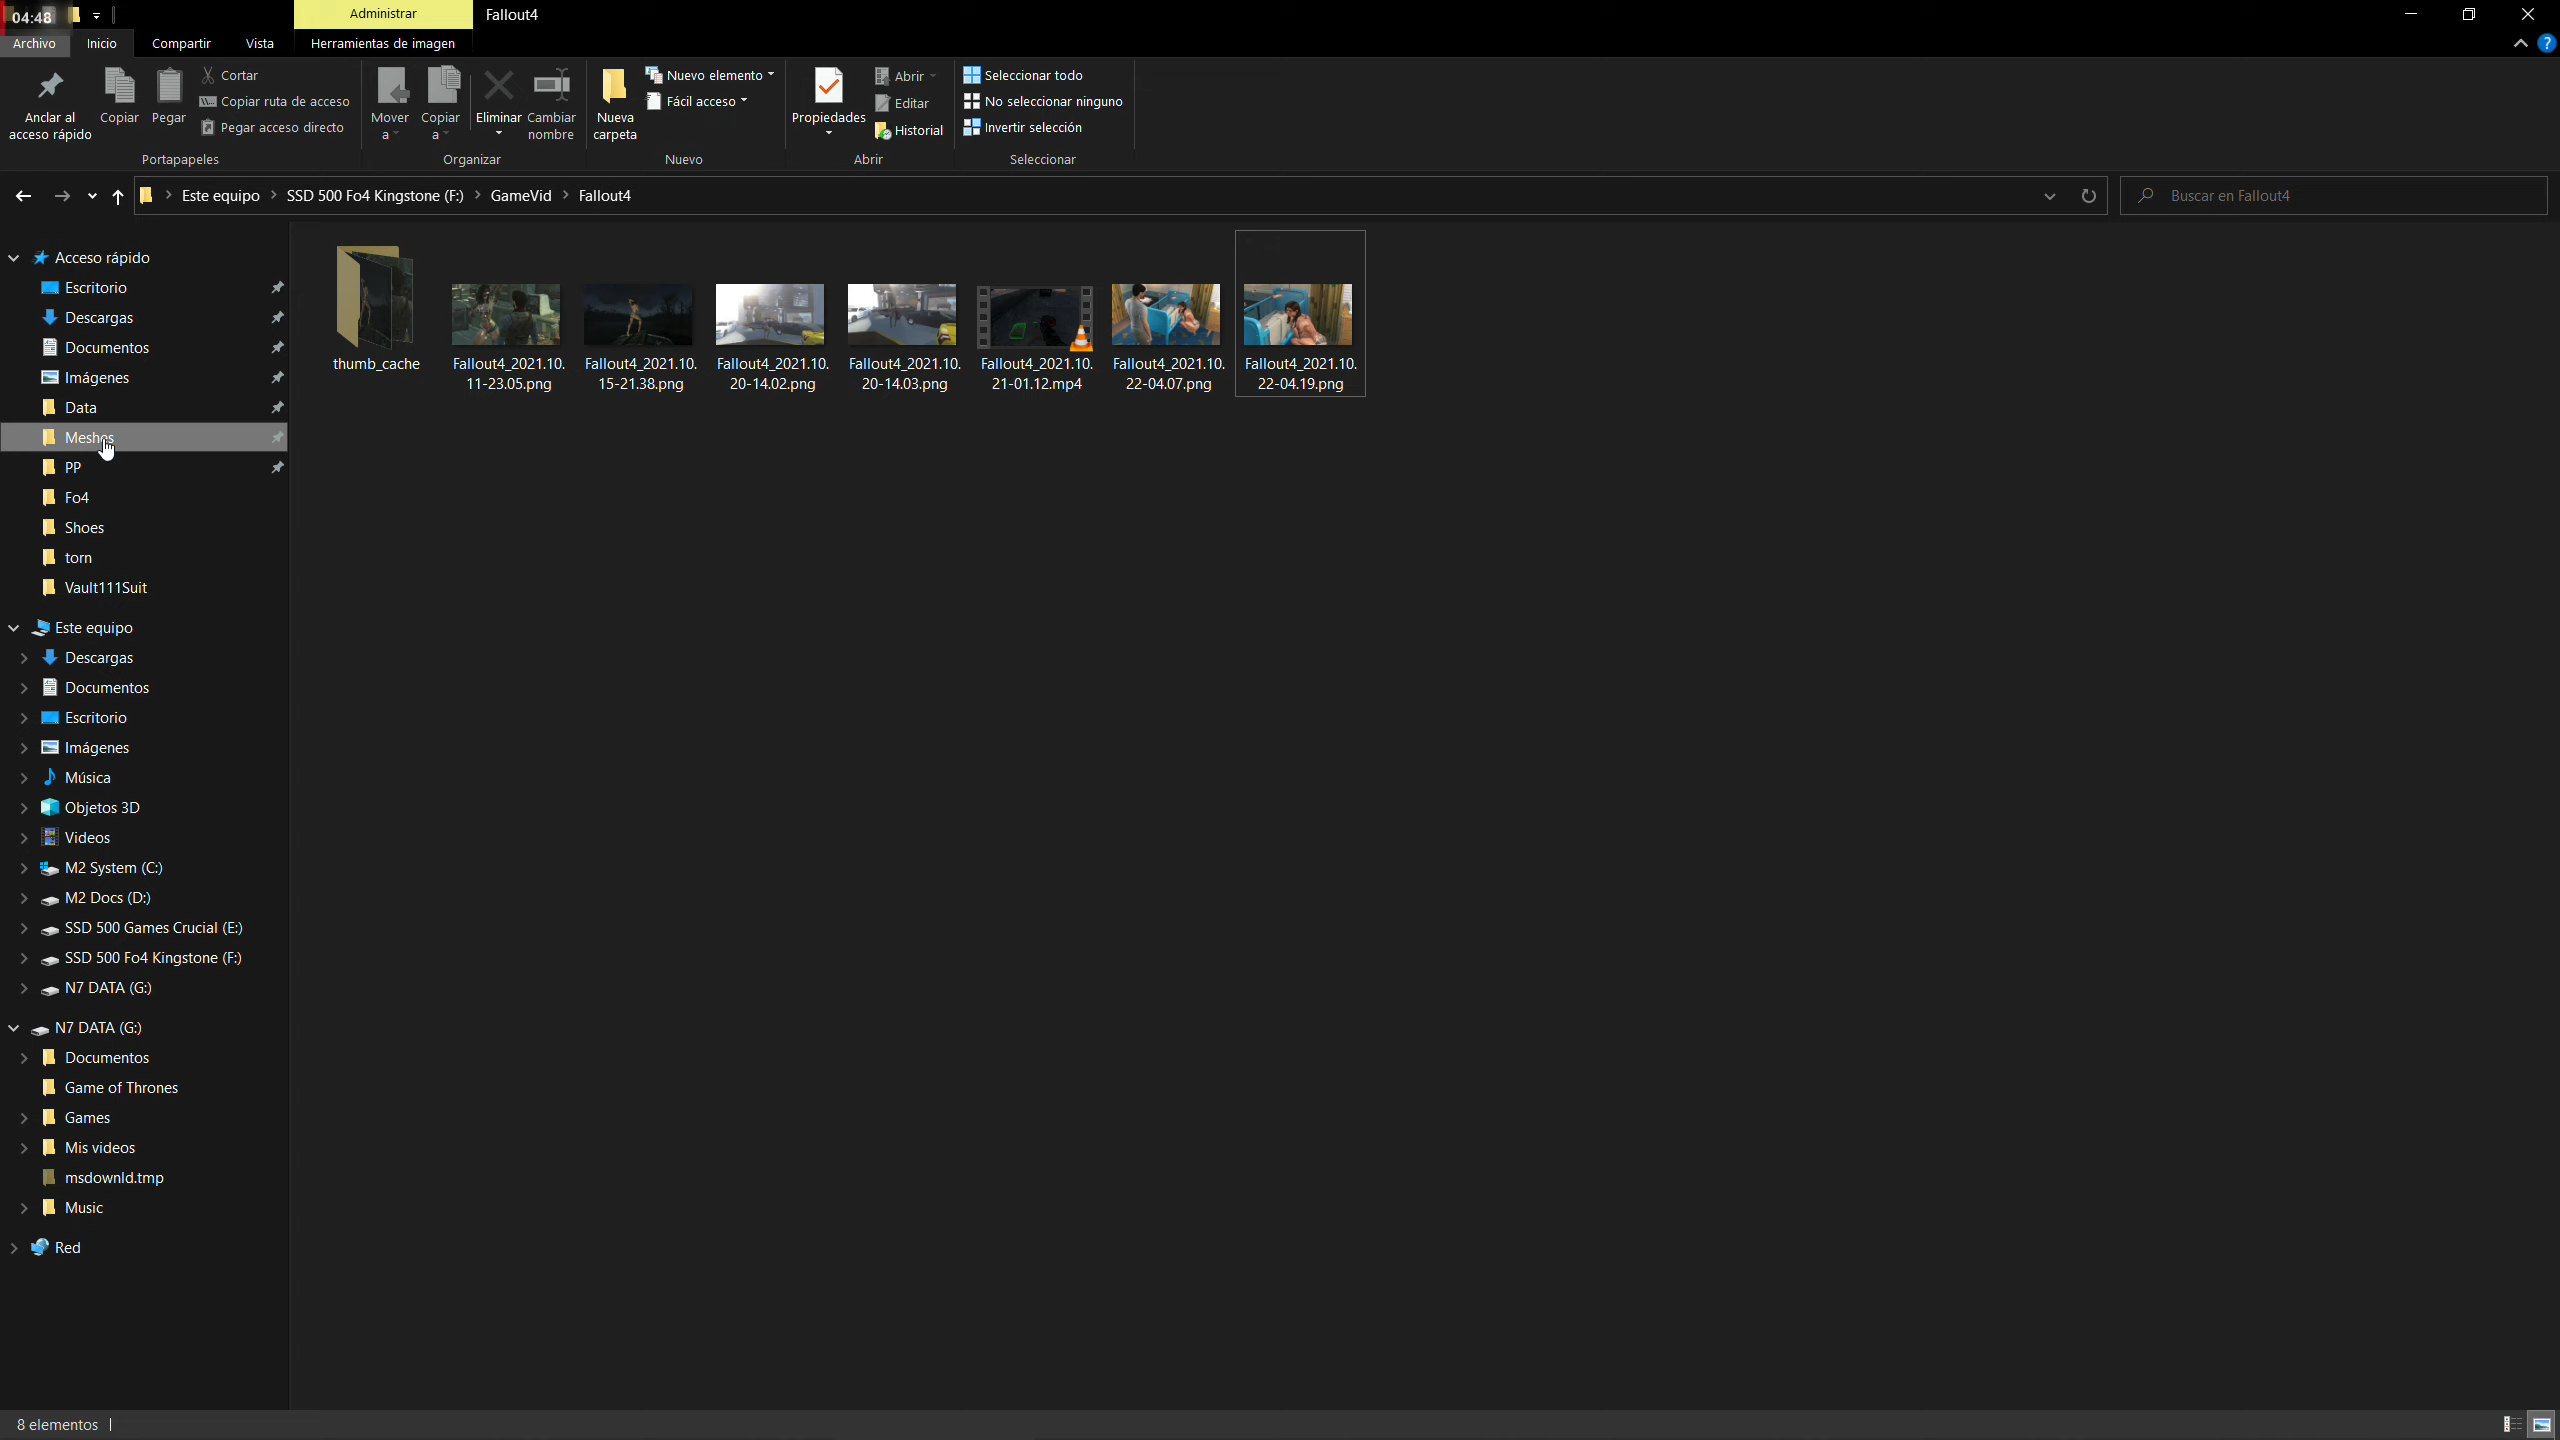 04:48
Administrar
Fallout4
Archivo
Inicio
Compartir
Vista
Herramientas de imagen
Anclar al
acceso rápido
Copiar
Pegar
Cortar
Copiar ruta de acceso
Pegar acceso directo
Portapapeles
Mover
a
Copiar
a
Eliminar
Cambiar
nombre
Organizar
Nueva
carpeta
Nuevo elemento
Fácil acceso
Nuevo
Propiedades
Abrir
Editar
Historial
Abrir
Seleccionar todo
No seleccionar ninguno
Invertir selección
Seleccionar
Este equipo
SSD 500 Fo4 Kingstone (F:)
GameVid
Fallout4
Buscar en Fallout4
Acceso rápido
Escritorio
Descargas
Documentos
Imágenes
Data
Meshes
PP
Fo4
Shoes
torn
Vault111Suit
Este equipo
Descargas
Documentos
Escritorio
Imágenes
Música
Objetos 3D
Videos
M2 System (C:)
M2 Docs (D:)
SSD 500 Games Crucial (E:)
SSD 500 Fo4 Kingstone (F:)
N7 DATA (G:)
N7 DATA (G:)
Documentos
Game of Thrones
Games
Mis videos
msdownld.tmp
Music
Red
thumb_cache
Fallout4_2021.10.
11-23.05.png
Fallout4_2021.10.
15-21.38.png
Fallout4_2021.10.
20-14.02.png
Fallout4_2021.10.
20-14.03.png
Fallout4_2021.10.
21-01.12.mp4
Fallout4_2021.10.
22-04.07.png
Fallout4_2021.10.
22-04.19.png
8 elementos